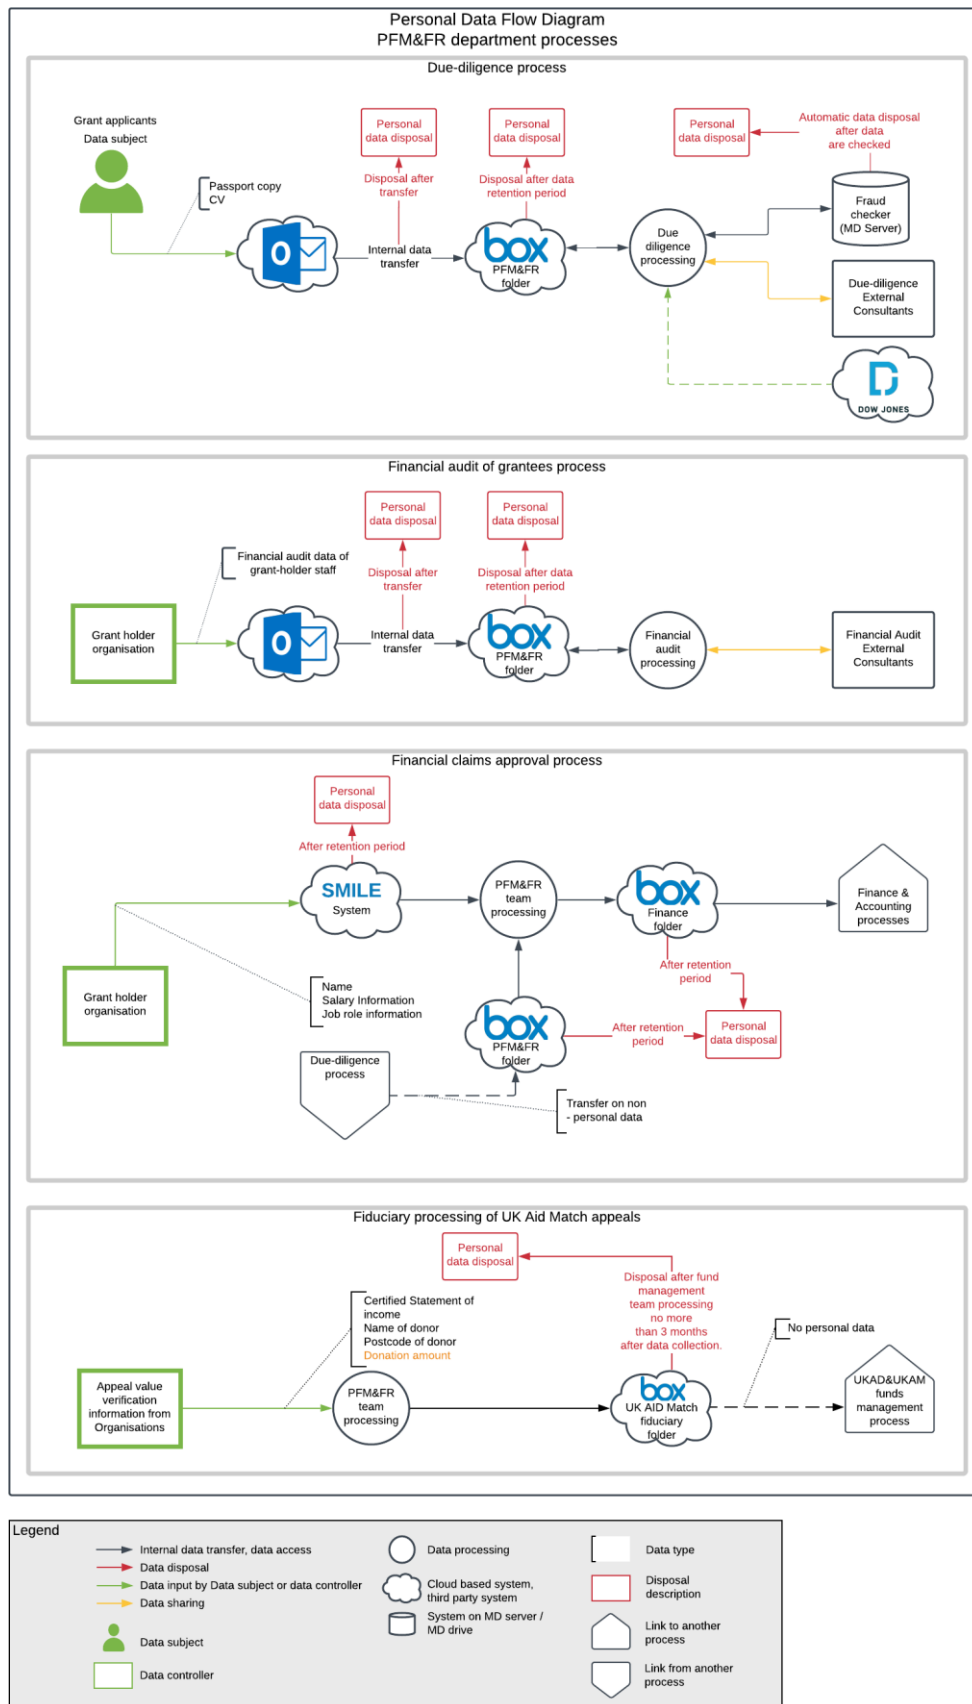 Personal Data Flow Diagram
PFM&FR department processes
Due-diligence process
Grant applicants
Data subject
Passport copy
CV
Personal
data disposal
Disposal after
transfer
Internal data
transfer
Personal
data disposal
Disposal after data
retention period
box
PFM&FR
folder
Due
diligence
processing
Personal
data disposal
Automatic data disposal
after data
are checked
Fraud
checker
(MD Server)
Due-diligence
External
Consultants
DOW JONES
Financial audit of grantees process
Grant holder
organisation
Financial audit data of
grant-holder staff
Personal
data disposal
Disposal after
transfer
Internal data
transfer
Personal
data disposal
Disposal after data
retention period
box
PFM&FR
folder
Financial
audit
processing
Financial Audit
External
Consultants
Financial claims approval process
Personal
data disposal
After retention period
SMILE
System
Grant holder
organisation
Name
Salary Information
Job role information
PFM&FR
team
processing
box
Finance
folder
Finance &
Accounting
processes
After retention
period
box
PFM&FR
folder
After retention
period
Personal
data disposal
Due-diligence
process
Transfer on non
- personal data
Fiduciary processing of UK Aid Match appeals
Personal
data disposal
Disposal after fund
management
team processing
no more
than 3 months
after data collection.
Certified Statement of
income
Name of donor
Postcode of donor
Donation amount
Appeal value
verification
information from
Organisations
PFM&FR
team
processing
box
UK AID Match
fiduciary
folder
No personal data
UKAD&UKAM
funds
management
process
Legend
Internal data transfer, data access
Data disposal
Data input by Data subject or data controller
Data sharing
Data subject
Data controller
Data processing
Cloud based system,
third party system
System on MD server /
MD drive
Data type
Disposal
description
Link to another
process
Link from another
process